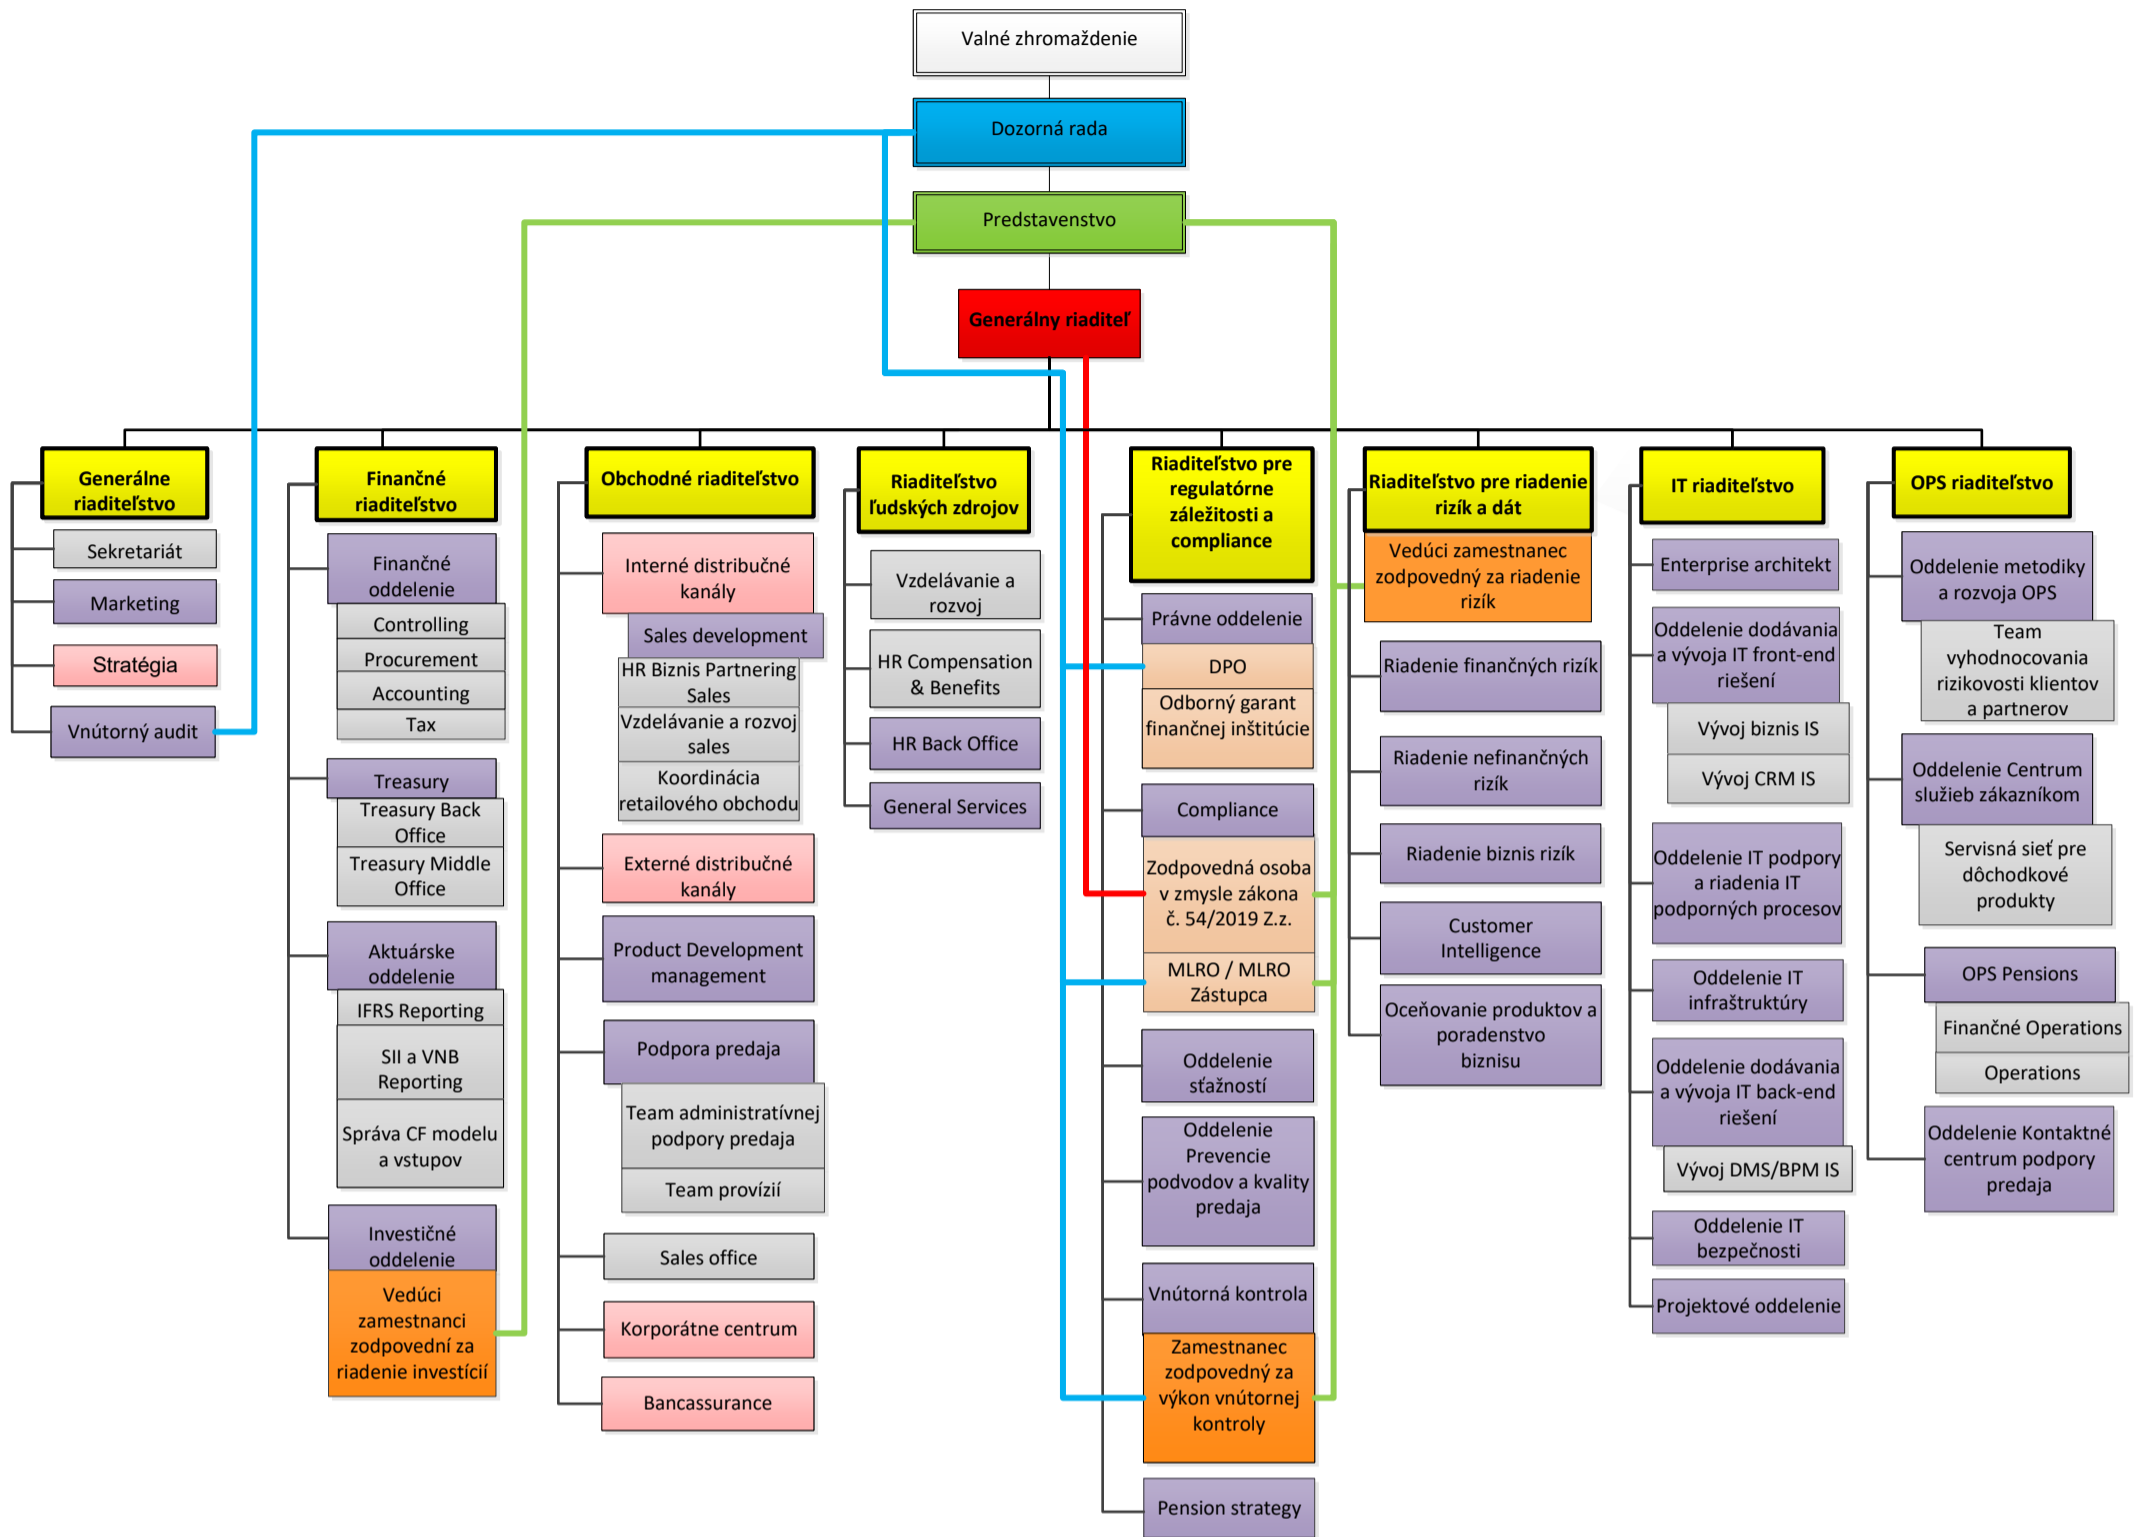 Valné zhromaždenie
Dozorná rada
Predstavenstvo
Generálny riaditeľ
Generálne
riaditeľstvo
Sekretariát
Marketing
Stratégia
Vnútorný audit
Finančné
riaditeľstvo
Finančné
oddelenie
Controlling
Procurement
Accounting
Tax
Treasury
Treasury Back
Office
Treasury Middle
Office
Aktuárske
oddelenie
IFRS Reporting
SII a VNB
Reporting
Správa CF modelu
a vstupov
Investičné
oddelenie
Vedúci
zamestnanci
zodpovední za
riadenie investícií
Obchodné riaditeľstvo
Interné distribučné
kanály
Sales development
HR Biznis Partnering
Sales
Vzdelávanie a rozvoj
sales
Koordinácia
retailového obchodu
Externé distribučné
kanály
Product Development
management
Podpora predaja
Team administratívnej
podpory predaja
Team provízií
Sales office
Korporátne centrum
Bancassurance
Riaditeľstvo
ľudských zdrojov
Vzdelávanie a
rozvoj
HR Compensation
& Benefits
HR Back Office
General Services
Riaditeľstvo pre
regulatórne
záležitosti a
compliance
Právne oddelenie
DPO
Odborný garant
finančnej inštitúcie
Compliance
Zodpovedná osoba
v zmysle zákona
č. 54/2019 Z.z.
MLRO / MLRO
Zástupca
Oddelenie
sťažností
Oddelenie
Prevencie
podvodov a kvality
predaja
Vnútorná kontrola
Zamestnanec
zodpovedný za
výkon vnútornej
kontroly
Pension strategy
Riaditeľstvo pre riadenie
rizík a dát
Vedúci zamestnanec
zodpovedný za riadenie
rizík
Riadenie finančných rizík
Riadenie nefinančných
rizík
Riadenie biznis rizík
Customer
Intelligence
Oceňovanie produktov a
poradenstvo
biznisu
IT riaditeľstvo
Enterprise architekt
Oddelenie dodávania
a vývoja IT front-end
riešení
Vývoj biznis IS
Vývoj CRM IS
Oddelenie IT podpory
a riadenia IT
podporných procesov
Oddelenie IT
infraštruktúry
Oddelenie dodávania
a vývoja IT back-end
riešení
Vývoj DMS/BPM IS
Oddelenie IT
bezpečnosti
Projektové oddelenie
OPS riaditeľstvo
Oddelenie metodiky
a rozvoja OPS
Team
vyhodnocovania
rizikovosti klientov
a partnerov
Oddelenie Centrum
služieb zákazníkom
Servisná sieť pre
dôchodkové
produkty
OPS Pensions
Finančné Operations
Operations
Oddelenie Kontaktné
centrum podpory
predaja